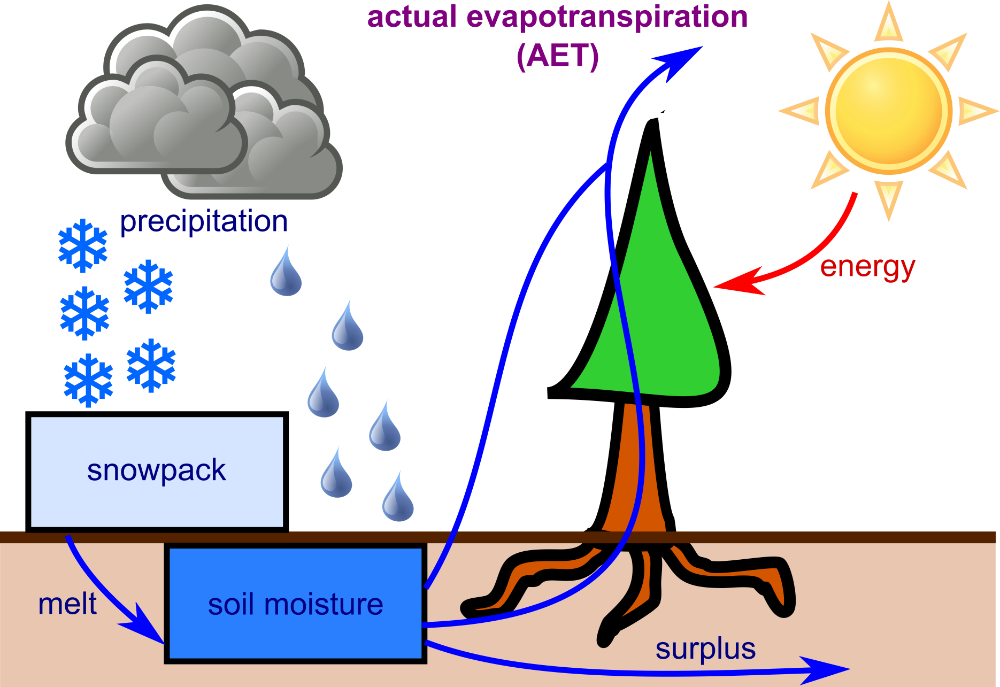 actual evapotranspiration
(AET)
precipitation
energy
snowpack
melt
soil moisture
surplus